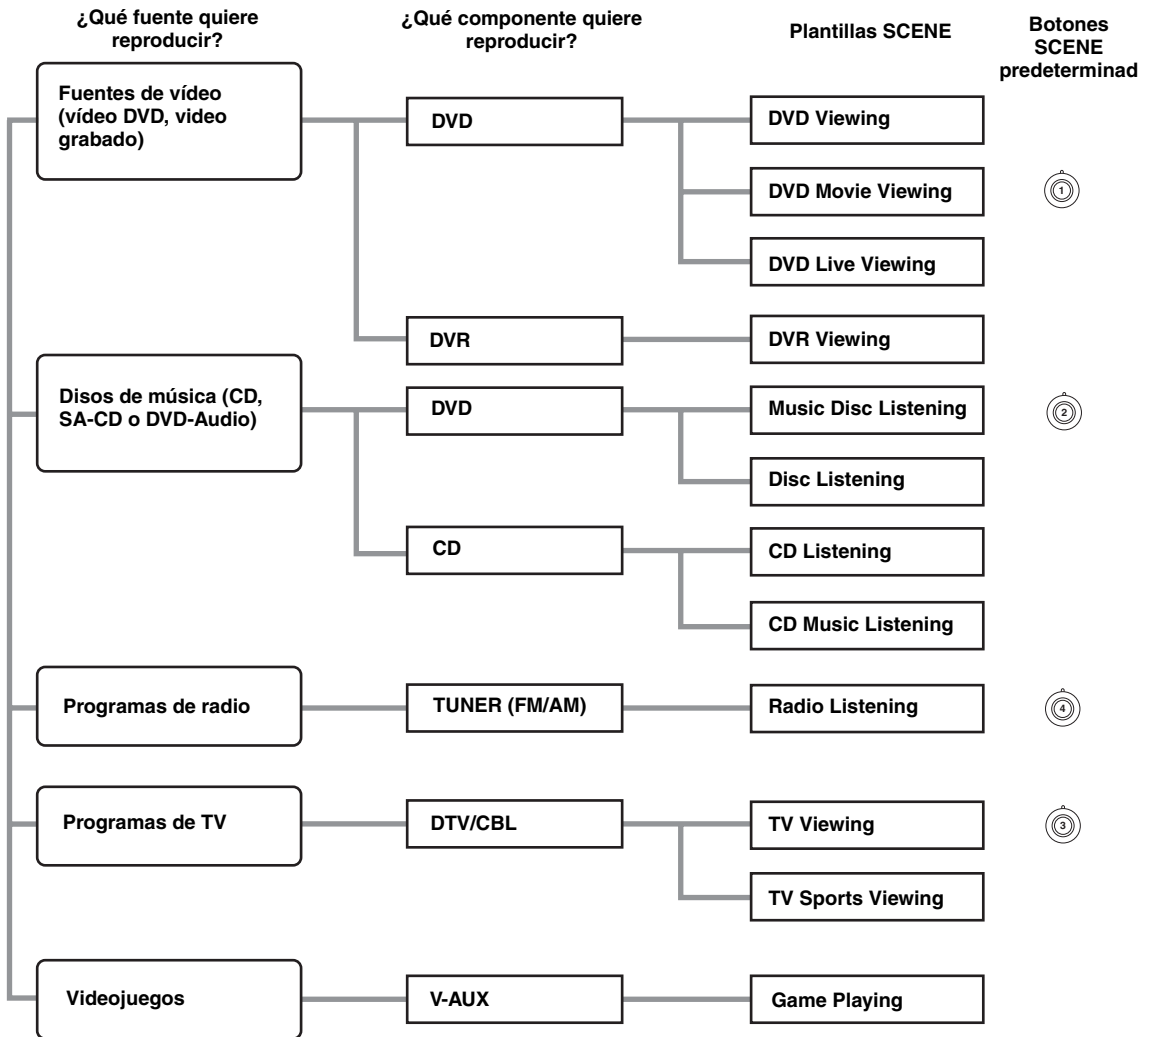 ¿Qué fuente quiere
reproducir?
¿Qué componente quiere
reproducir?
Plantillas SCENE
Botones
SCENE
predeterminad
Fuentes de vídeo
(vídeo DVD, video
grabado)
DVD
DVD Viewing
DVD Movie Viewing
1
DVD Live Viewing
DVR
DVR Viewing
Disos de música (CD,
SA-CD o DVD-Audio)
DVD
Music Disc Listening
2
Disc Listening
CD
CD Listening
CD Music Listening
Programas de radio
TUNER (FM/AM)
Radio Listening
4
Programas de TV
DTV/CBL
TV Viewing
3
TV Sports Viewing
Videojuegos
V-AUX
Game Playing